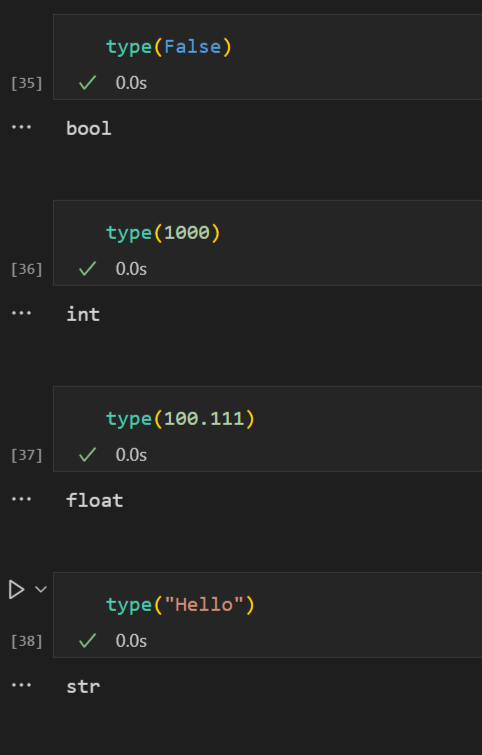 type(False)
[35] 0.0s
... bool
type(1000)
[36] 0.0s
... int
type(100.111)
[37] 0.0s
... float
type("Hello")
[38] 0.0s
... str